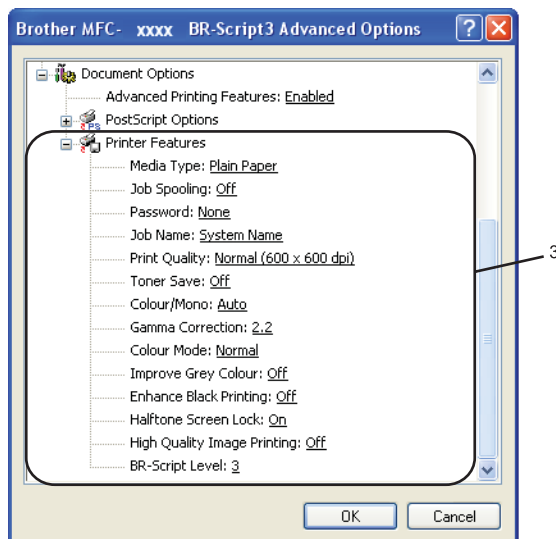 Brother MFC- xxxx BR-Script3 Advanced Options
Document Options
Advanced Printing Features: Enabled
PostScript Options
Printer Features
Media Type: Plain Paper
Job Spooling: Off
Password: None
Job Name: System Name
Print Quality: Normal (600 x 600 dpi)
3
Toner Save: Off
Colour/Mono: Auto
Gamma Correction: 2.2
Colour Mode: Normal
Improve Grey Colour: Off
Enhance Black Printing: Off
Halftone Screen Lock: On
High Quality Image Printing: Off
BR-Script Level: 3
OK Cancel